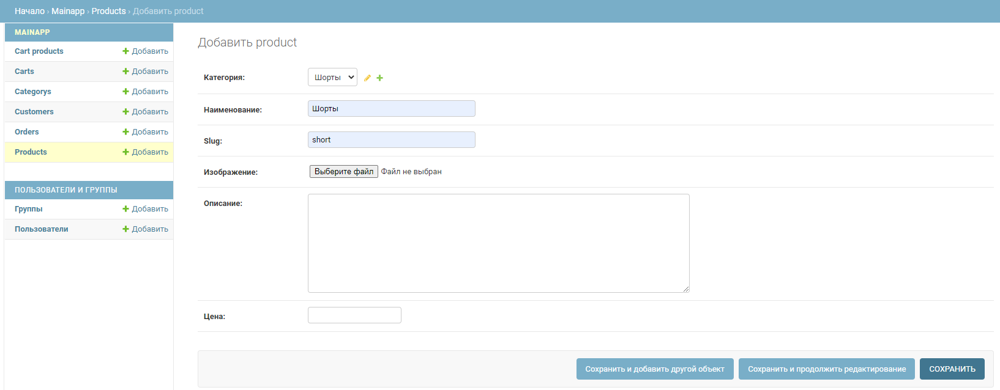 Начало › Mainapp › Products › Добавить product
MAINAPP
Cart products Добавить
Carts Добавить
Categorys Добавить
Customers Добавить
Orders Добавить
Products Добавить
ПОЛЬЗОВАТЕЛИ И ГРУППЫ
Группы Добавить
Пользователи Добавить
Добавить product
Категория: Шорты
Наименование: Шорты
Slug: short
Изображение: Выберите файл Файл не выбран
Описание:
Цена:
Сохранить и добавить другой объект Сохранить и продолжить редактирование СОХРАНИТЬ